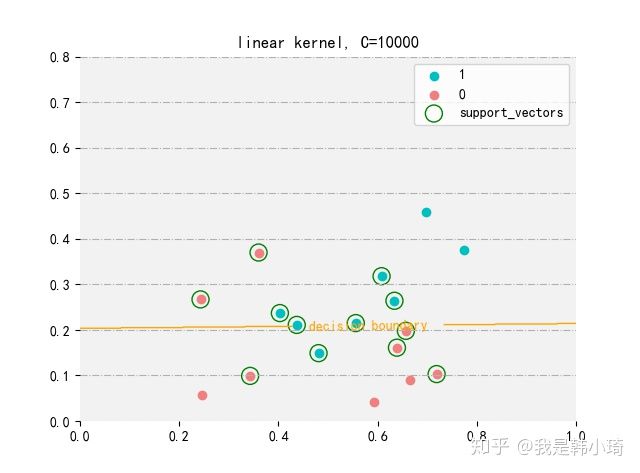 linear kernel, C=10000
1
0
support_vectors
0.8
0.7
0.6
0.5
0.4
0.3
0.2
0.1
0.0
decision boundary
0.0 0.2 0.4 0.6 0.8 1.0
知乎 @我是韩小琦